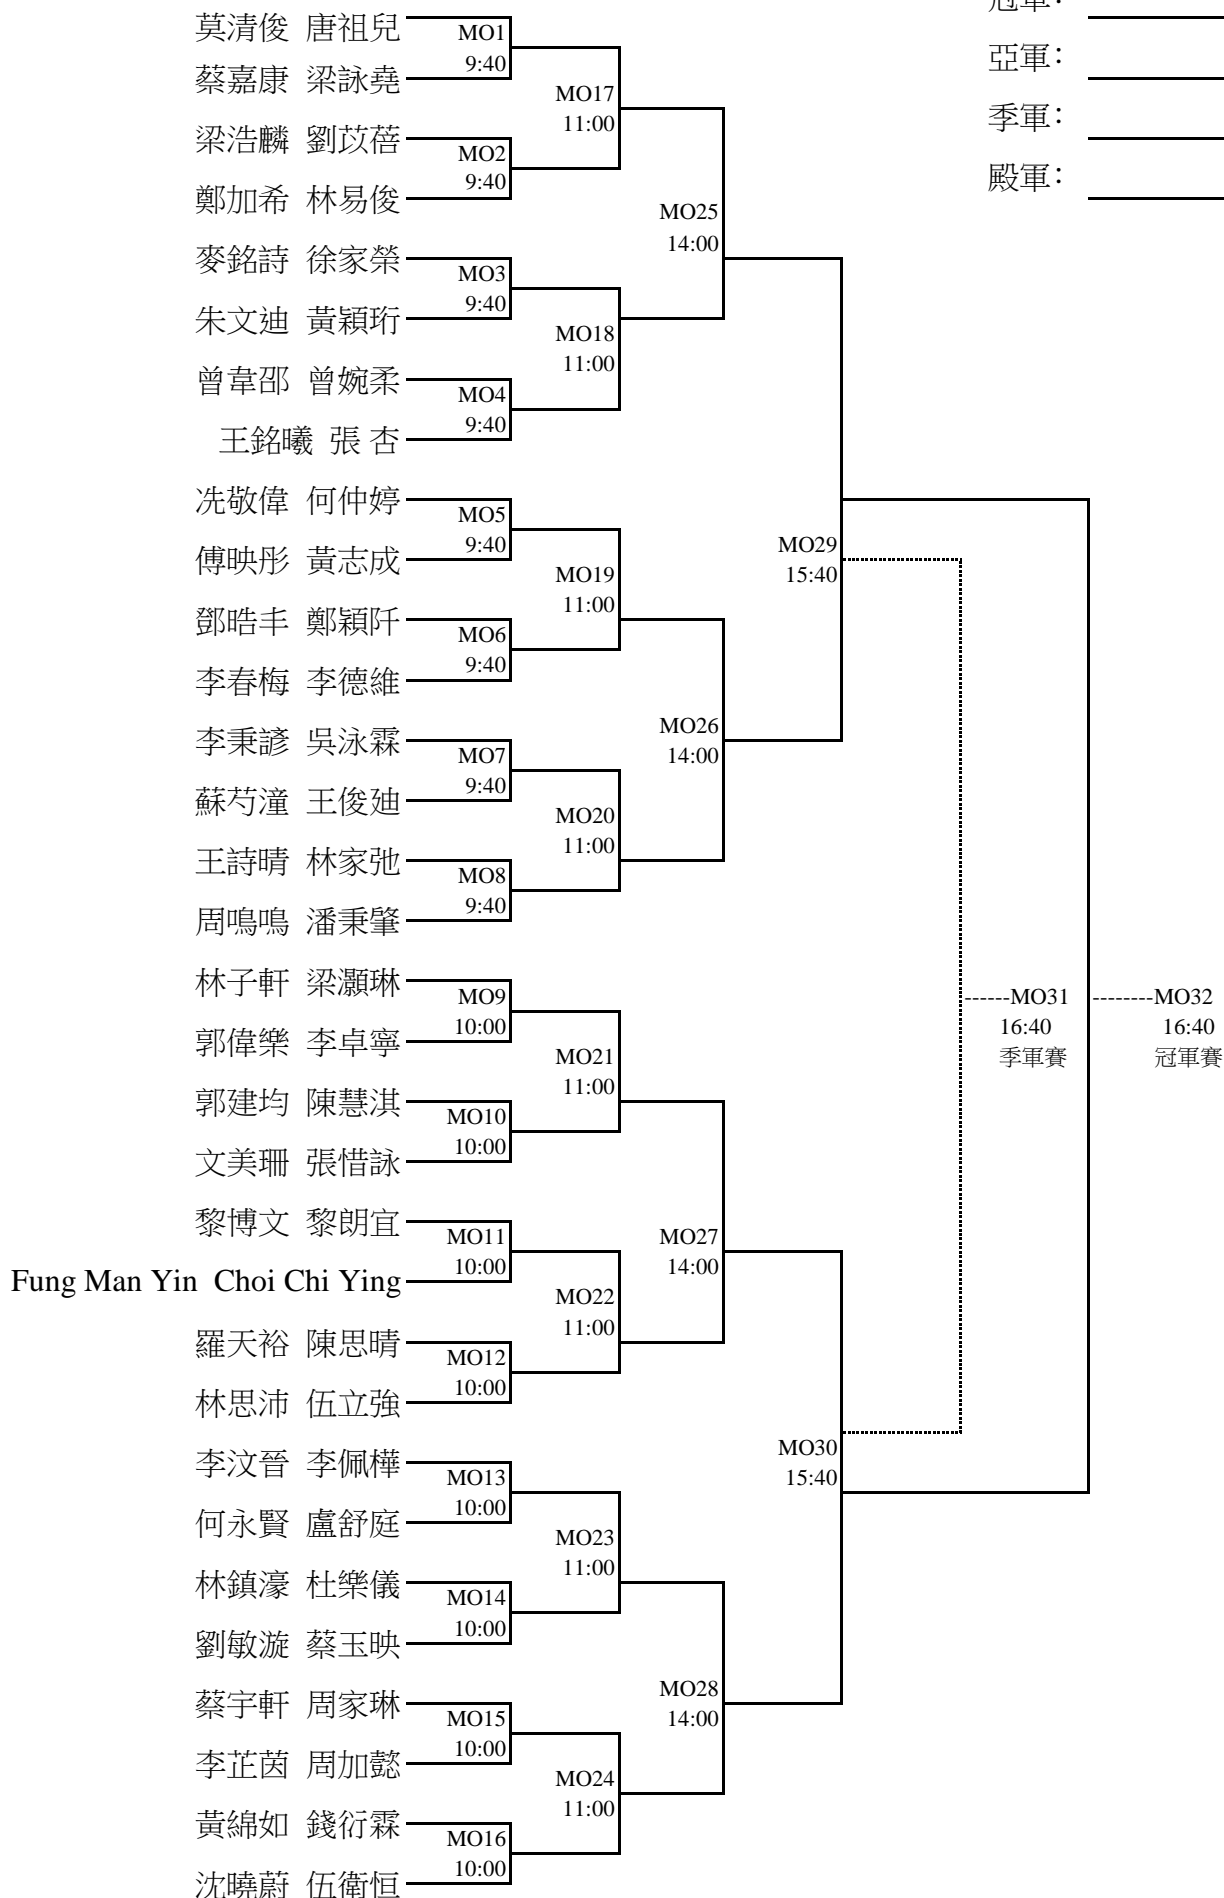 冠軍：
莫清俊 唐祖兒
MO1
9:40
蔡嘉康 梁詠堯
亞軍：
MO17
11:00
季軍：
梁浩麟 劉苡蓓
MO2
9:40
鄭加希 林易俊
殿軍：
MO25
14:00
麥銘詩 徐家榮
MO3
9:40
朱文迪 黃穎珩
MO18
11:00
曾韋邵 曾婉柔
MO4
9:40
王銘曦 張杏
冼敬偉 何仲婷
MO5
9:40
傅映彤 黃志成
MO29
15:40
MO19
11:00
鄧晧丰 鄭穎阡
MO6
9:40
李春梅 李德維
MO26
14:00
李秉諺 吳泳霖
MO7
9:40
蘇芍潼 王俊廸
MO20
11:00
王詩晴 林家弛
MO8
9:40
周鳴鳴 潘秉肇
林子軒 梁灝琳
MO9
10:00
郭偉樂 李卓寧
------MO31
16:40
季軍賽
--------MO32
16:40
冠軍賽
MO21
11:00
郭建均 陳慧淇
MO10
10:00
文美珊 張惜詠
黎博文 黎朗宜
MO11
10:00
Fung Man Yin Choi Chi Ying
MO27
14:00
MO22
11:00
羅天裕 陳思晴
MO12
10:00
林思沛 伍立強
李汶晉 李佩樺
MO13
10:00
何永賢 盧舒庭
MO30
15:40
MO23
11:00
林鎮濠 杜樂儀
MO14
10:00
劉敏漩 蔡玉映
蔡宇軒 周家琳
MO15
10:00
李芷茵 周加懿
MO28
14:00
MO24
11:00
黃綿如 錢衍霖
MO16
10:00
沈曉蔚 伍衛恒